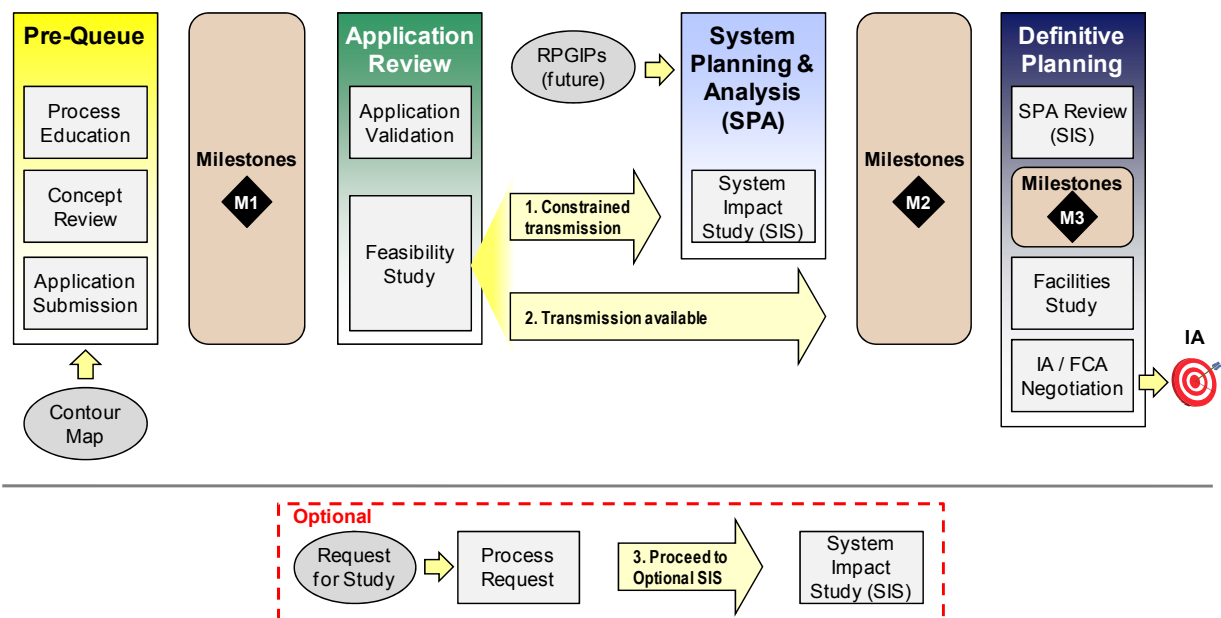 Pre-Queue
Process
Education
Concept
Review
Application
Submission
Contour
Map
Milestones
M1
Application
Review
Application
Validation
Feasibility
Study
RPGIPs
(future)
1. Constrained
transmission
2. Transmission available
System
Planning &
Analysis
(SPA)
System
Impact
Study (SIS)
Milestones
M2
Definitive
Planning
SPA Review
(SIS)
Milestones
M3
Facilities
Study
IA / FCA
Negotiation
IA
Optional
Request
for Study
Process
Request
3. Proceed to
Optional SIS
System
Impact
Study (SIS)